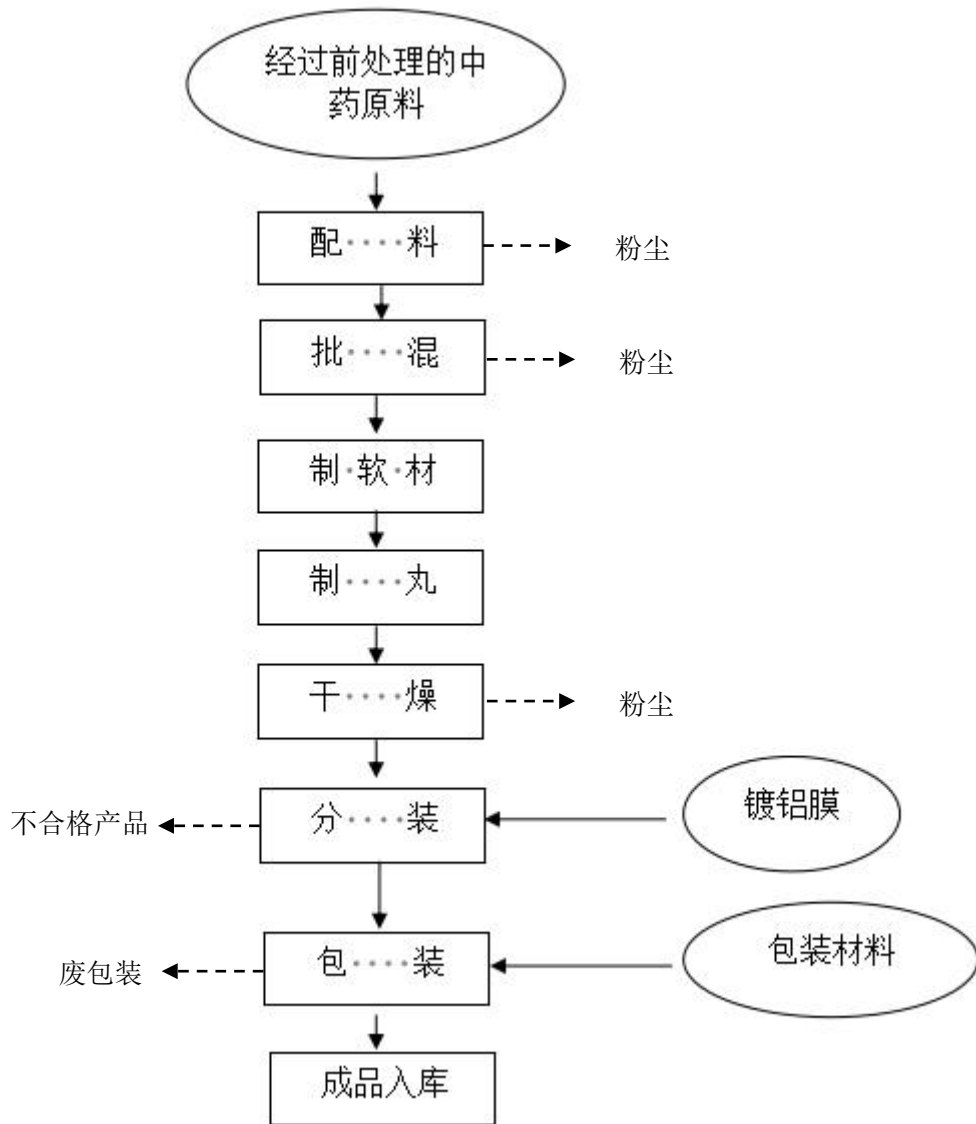 经过前处理的中
药原料
配····料
粉尘
批····混
粉尘
制·软·材
制····丸
干····燥
粉尘
不合格产品
分····装
镀铝膜
废包装
包····装
包装材料
成品入库